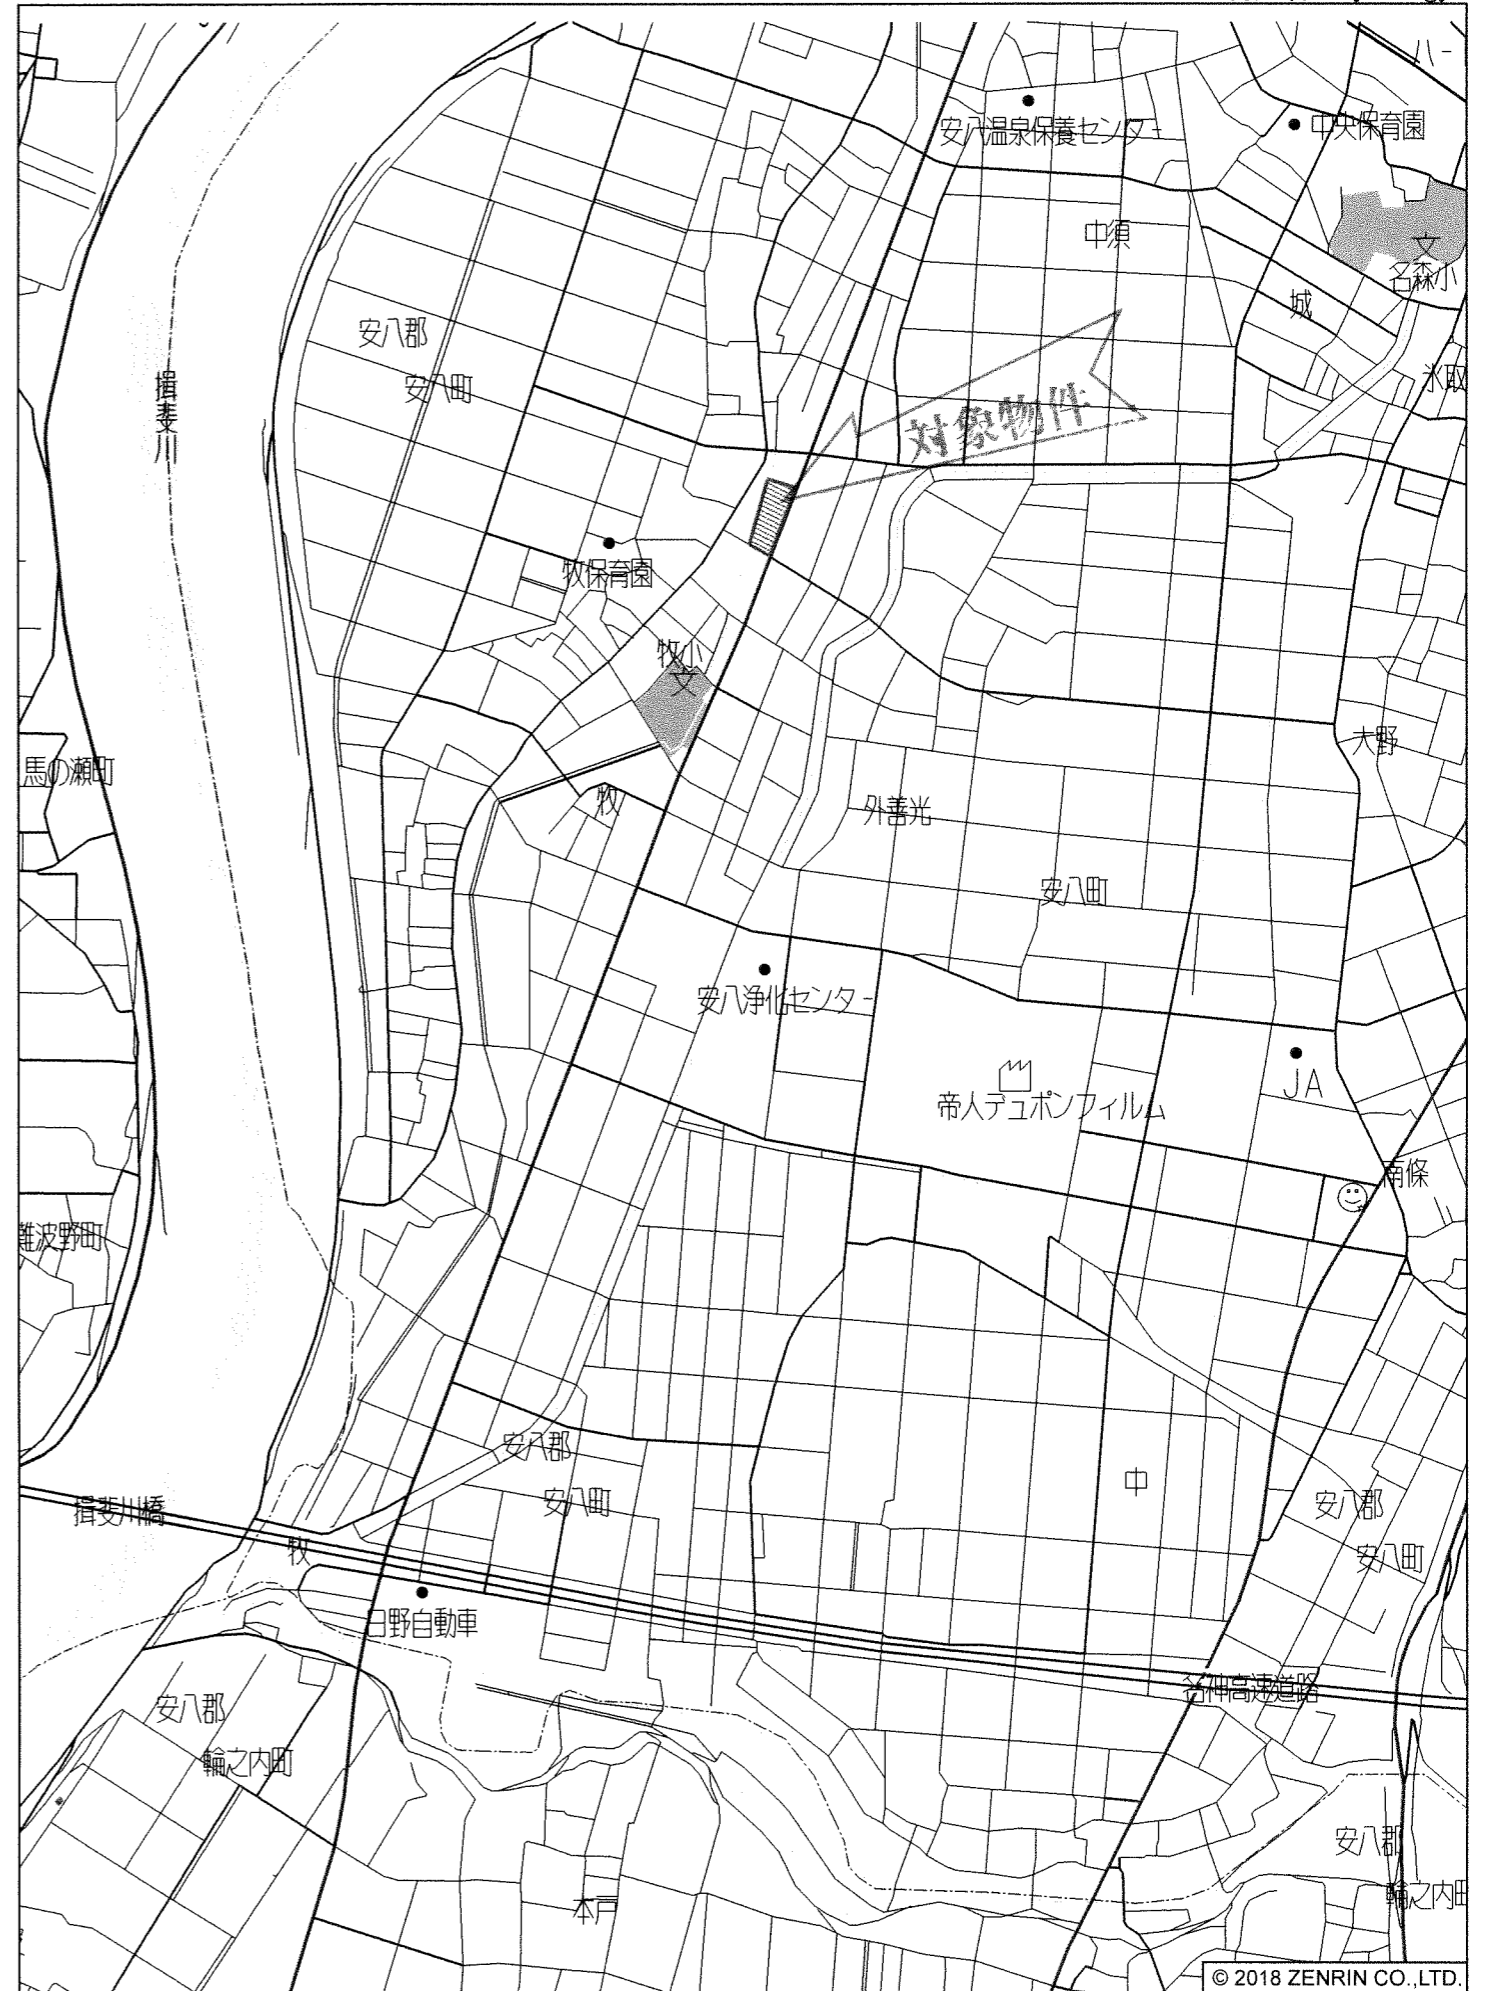 安八温泉保養センター
中央保育園
中須
文
名森小
城
氷取
安八郡
安八町
揖斐川
対象物件
牧保育園
牧小
文
馬の瀬町
牧
大野
外善光
安八町
安八浄化センター
帝人デュポンフィルム
JA
南條
難波野町
安八郡
安八町
中
安八郡
安八町
揖斐川橋
牧
日野自動車
名神高速道路
安八郡
輪之内町
安八郡
輪之内町
本戸
© 2018 ZENRIN CO.,LTD.